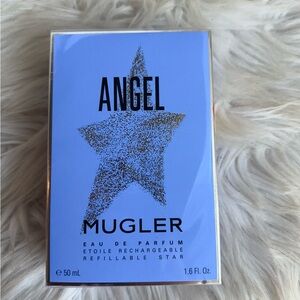 ANGEL
MUGLER
EAU DE PARFUM
ETOILE RECHARGEABLE
REFILLABLE STAR
℮ 50 mL 1.6 Fl. Oz.